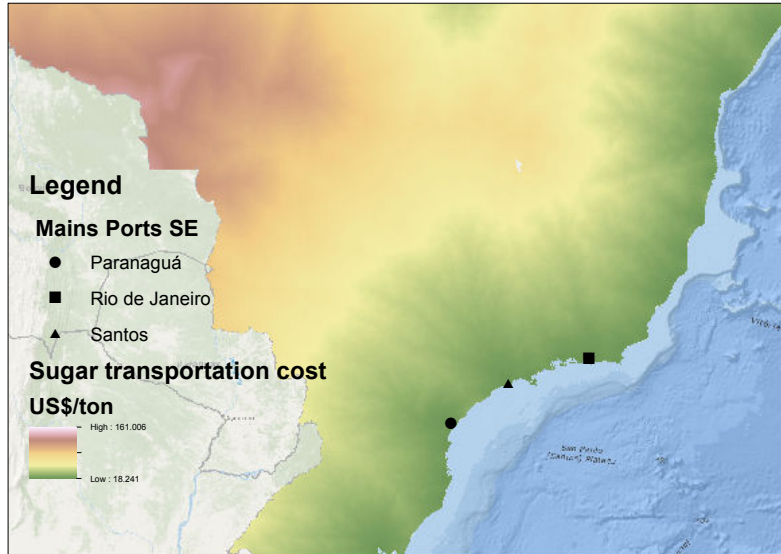 Legend
Mains Ports SE
Paranaguá
Rio de Janeiro
Santos
Sugar transportation cost
US$/ton
High : 161.006
Low : 18.241